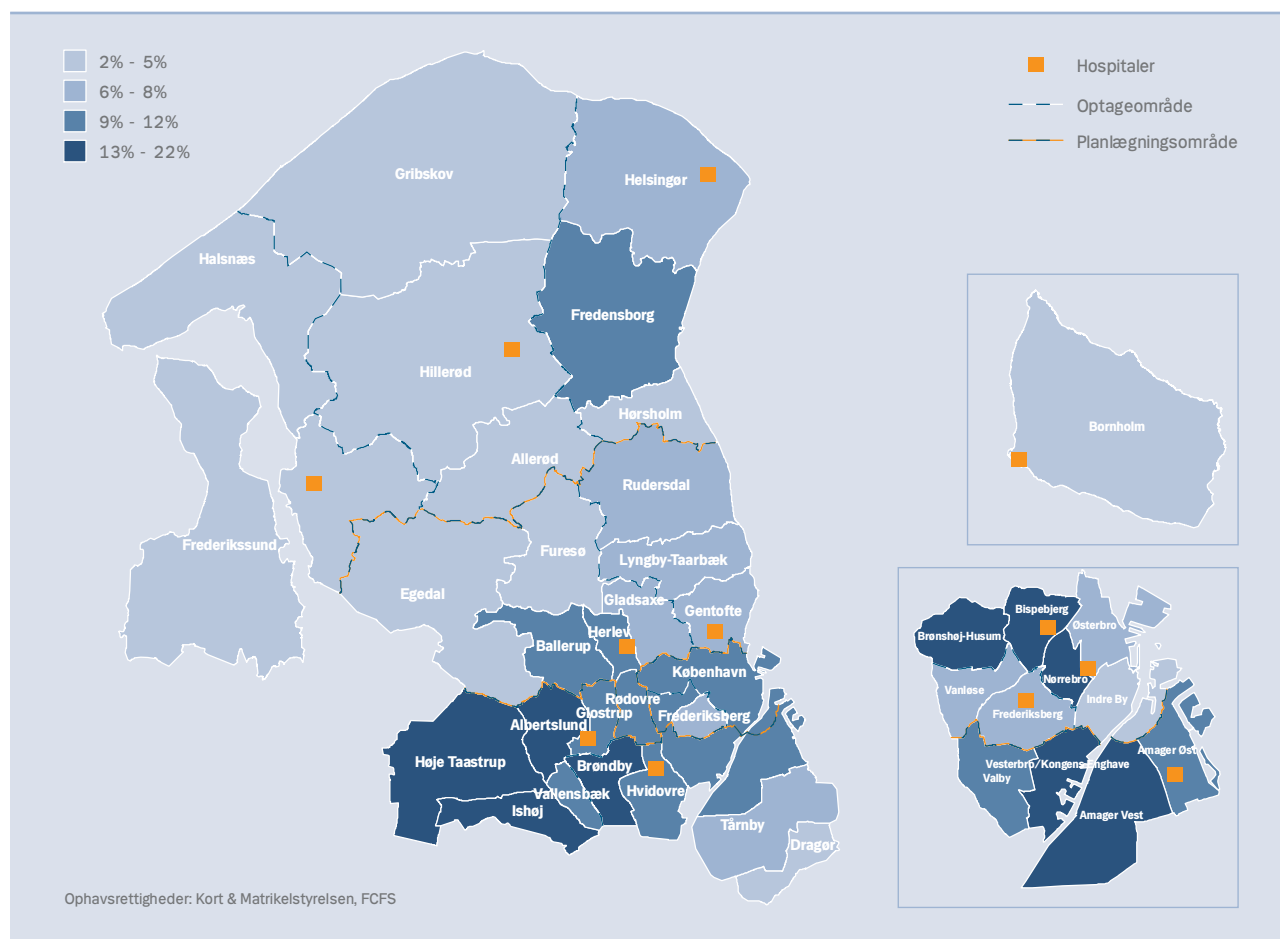 2% - 5%
6% - 8%
9% - 12%
13% - 22%
Hospitaler
Optageområde
Planlægningsområde
Gribskov
Helsingør
Halsnæs
Fredensborg
Hillerød
Hørsholm
Allerød
Rudersdal
Frederikssund
Furesø
Lyngby-Taarbæk
Egedal
Gladsaxe
Gentofte
Herlev
Ballerup
København
Rødovre
Glostrup
Frederiksberg
Albertslund
Høje Taastrup
Brøndby
Vallensbæk
Hvidovre
Ishøj
Tårnby
Dragør
Bornholm
Bispebjerg
Østerbro
Brønshøj-Husum
Nørrebro
Vanløse
Indre By
Frederiksberg
Amager Øst
Vesterbro/Kongens Enghave
Valby
Amager Vest
Ophavsrettigheder: Kort & Matrikelstyrelsen, FCFS